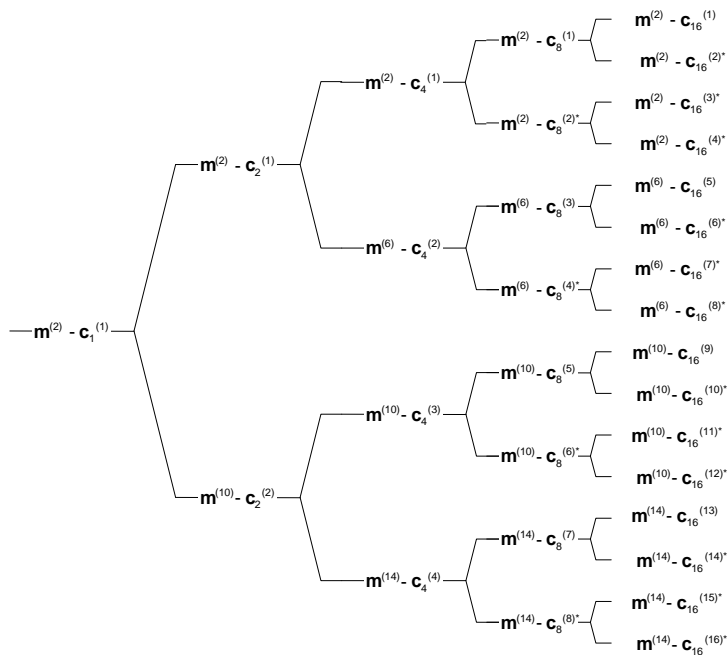 m(2) - c16(1)
m(2) - c8(1)
m(2) - c16(2)*
m(2) - c4(1)
m(2) - c16(3)*
m(2) - c8(2)*
m(2) - c16(4)*
m(2) - c2(1)
m(6) - c16(5)
m(6) - c8(3)
m(6) - c16(6)*
m(6) - c4(2)
m(6) - c16(7)*
m(6) - c8(4)*
m(6) - c16(8)*
m(2) - c1(1)
m(10) - c16(9)
m(10) - c8(5)
m(10) - c16(10)*
m(10) - c4(3)
m(10) - c16(11)*
m(10) - c8(6)*
m(10) - c16(12)*
m(10) - c2(2)
m(14) - c16(13)
m(14) - c8(7)
m(14) - c16(14)*
m(14) - c4(4)
m(14) - c16(15)*
m(14) - c8(8)*
m(14) - c16(16)*